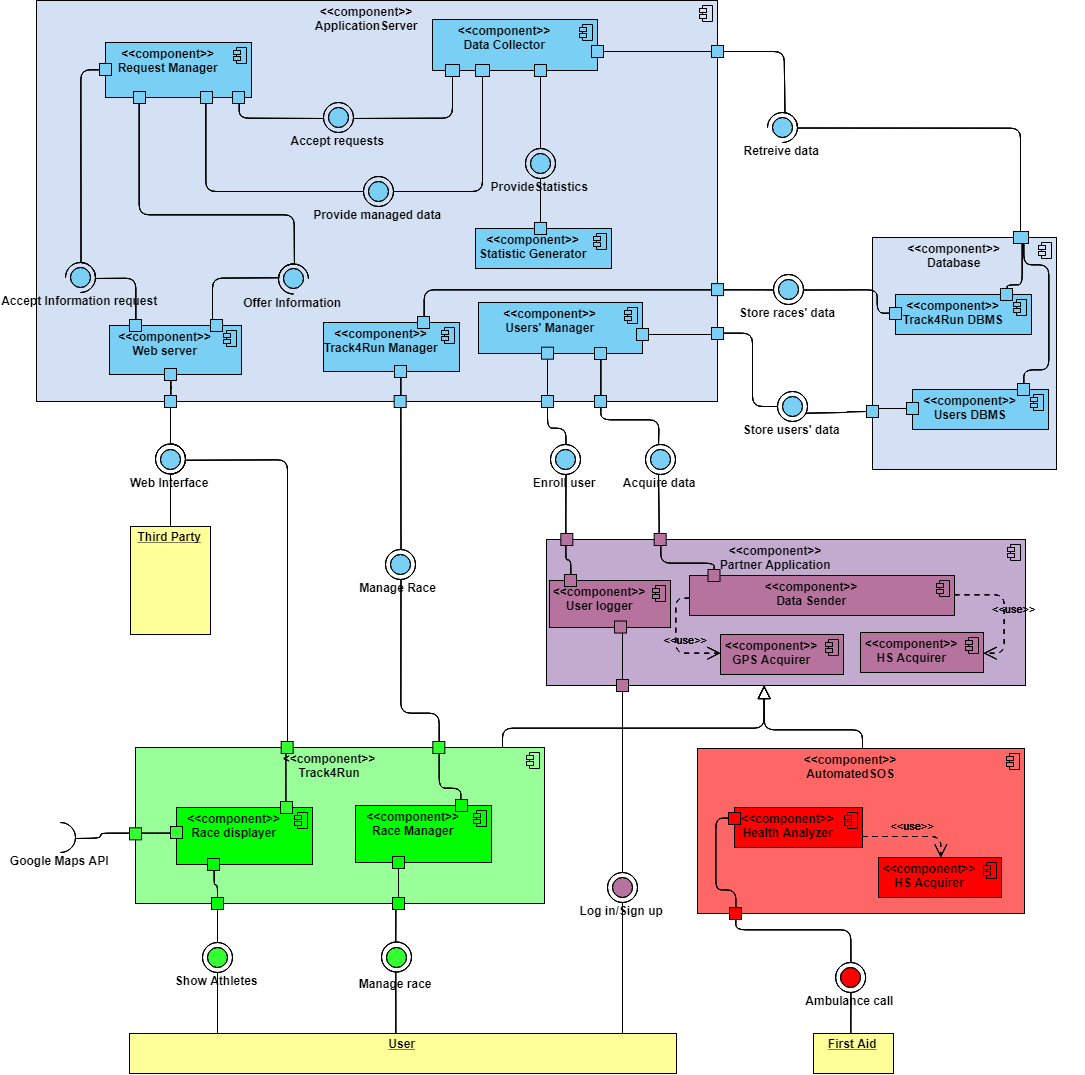 <<component>>
ApplicationServer
<<component>>
Request Manager
<<component>>
Data Collector
Accept requests
Provide managed data
ProvideStatistics
<<component>>
Statistic Generator
Retreive data
Accept Information request
Offer Information
<<component>>
Web server
<<component>>
Track4Run Manager
<<component>>
Users' Manager
<<component>>
Database
<<component>>
Track4Run DBMS
<<component>>
Users DBMS
Store races' data
Store users' data
Web Interface
Third Party
Manage Race
Enroll user
Acquire data
<<component>>
Partner Application
<<component>>
User logger
<<component>>
Data Sender
<<use>>
<<use>>
<<component>>
GPS Acquirer
<<component>>
HS Acquirer
<<component>>
Track4Run
<<component>>
Race displayer
<<component>>
Race Manager
Google Maps API
<<component>>
AutomatedSOS
<<component>>
Health Analyzer
<<use>>
<<component>>
HS Acquirer
Log in/Sign up
Show Athletes
Manage race
Ambulance call
User
First Aid